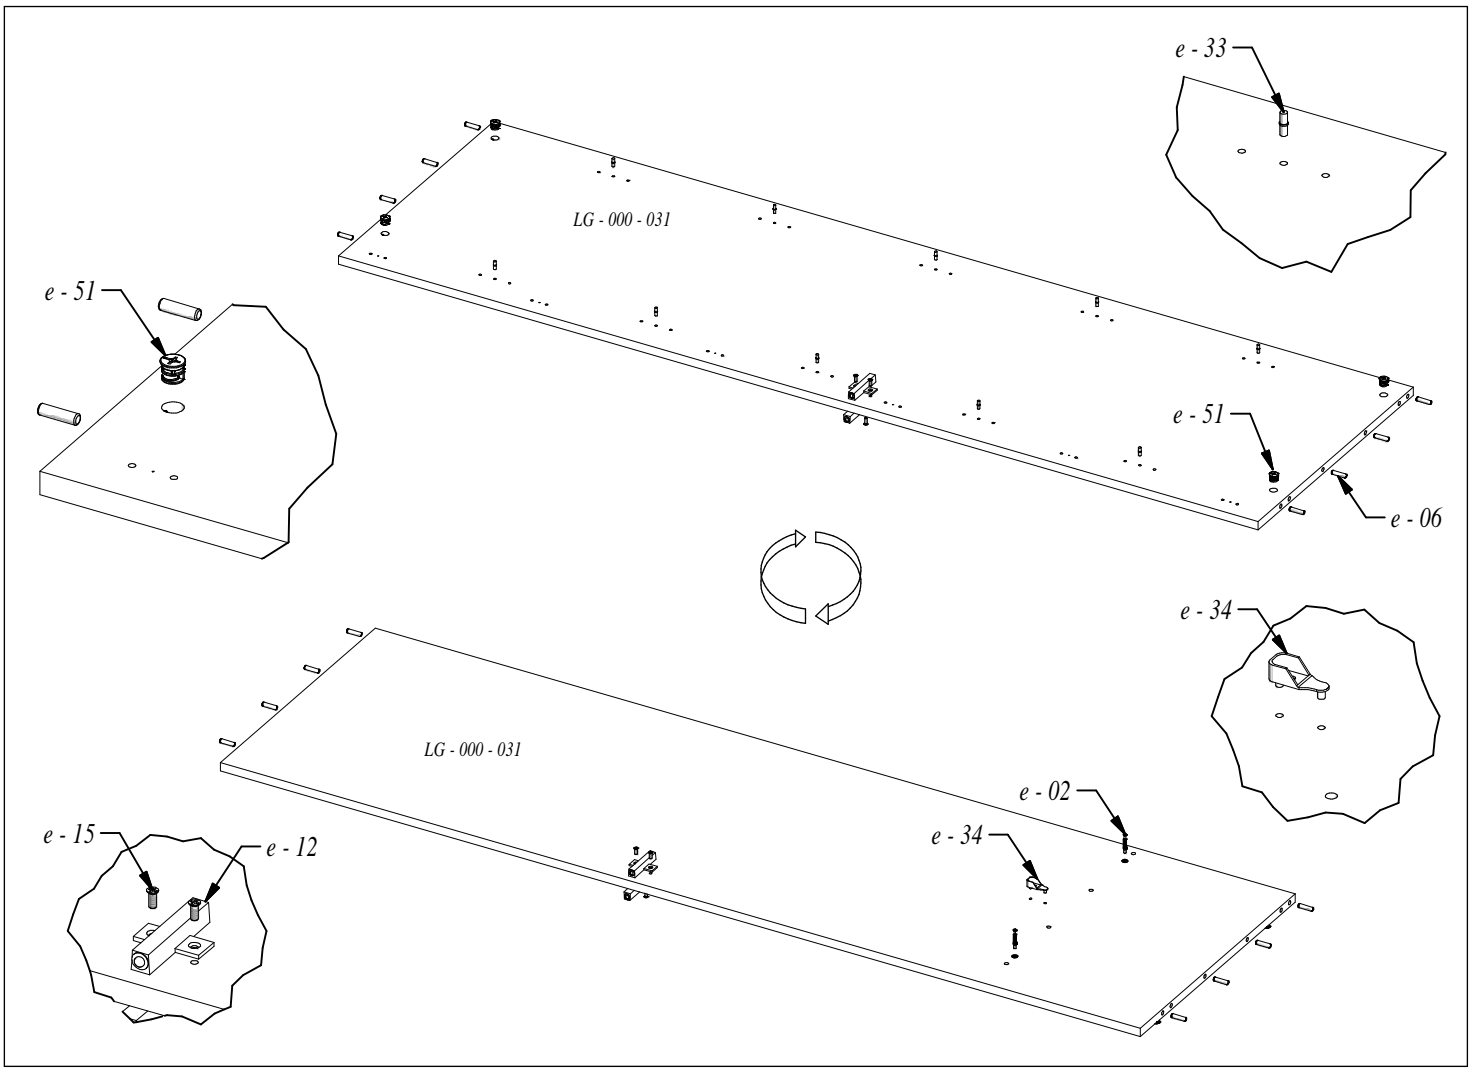 e - 33
LG - 000 - 031
e - 51
e - 51
e - 06
e - 34
LG - 000 - 031
e - 02
e - 34
e - 15
e - 12